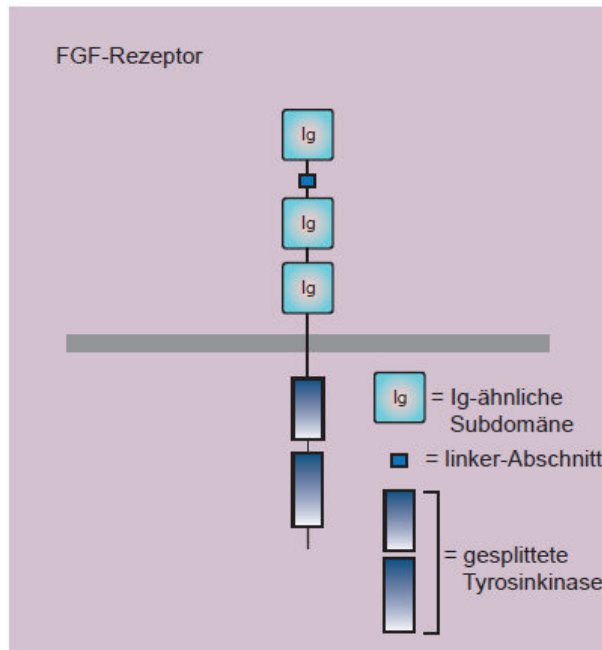 FGF-Rezeptor
Ig
Ig
Ig
Ig
= Ig-ähnliche
Subdomäne
= linker-Abschnitt
= gesplittete
Tyrosinkinase